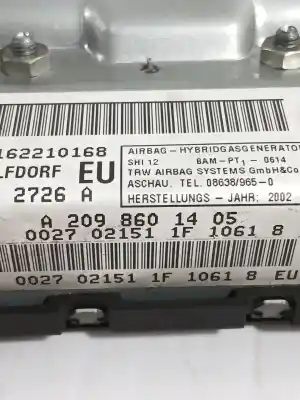 162210168
LFDORF EU
2726 A
AIRBAG - HYBRIDGASGENERATOR
SHI 12 BAM-PT1-0614
TRW AIRBAG SYSTEMS GmbH&Co
ASCHAU. TEL. 08638/965-0
HERSTELLUNGS - JAHR: 2002
A 209 860 14 05
0027 02151 1F 1061 8
0027 02151 1F 1061 8 EU